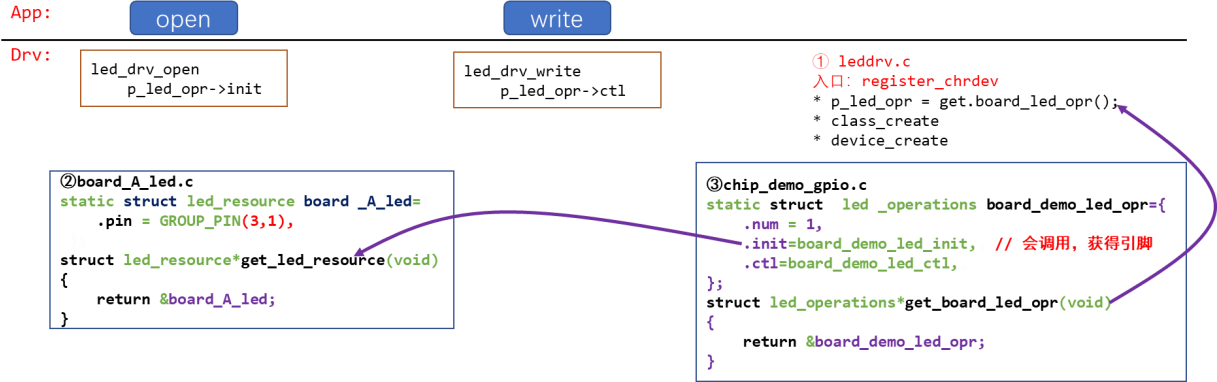 App:
open
write
Drv:
led_drv_open
p_led_opr->init
led_drv_write
p_led_opr->ctl
① leddrv.c
入口：register_chrdev
* p_led_opr = get.board_led_opr();
* class_create
* device_create
②board_A_led.c
static struct led_resource board _A_led=
.pin = GROUP_PIN(3,1),
struct led_resource*get_led_resource(void)
{
return &board_A_led;
}
③chip_demo_gpio.c
static struct led _operations board_demo_led_opr={
.num = 1,
.init=board_demo_led_init, // 会调用，获得引脚
.ctl=board_demo_led_ctl,
};
struct led_operations*get_board_led_opr(void)
{
return &board_demo_led_opr;
}